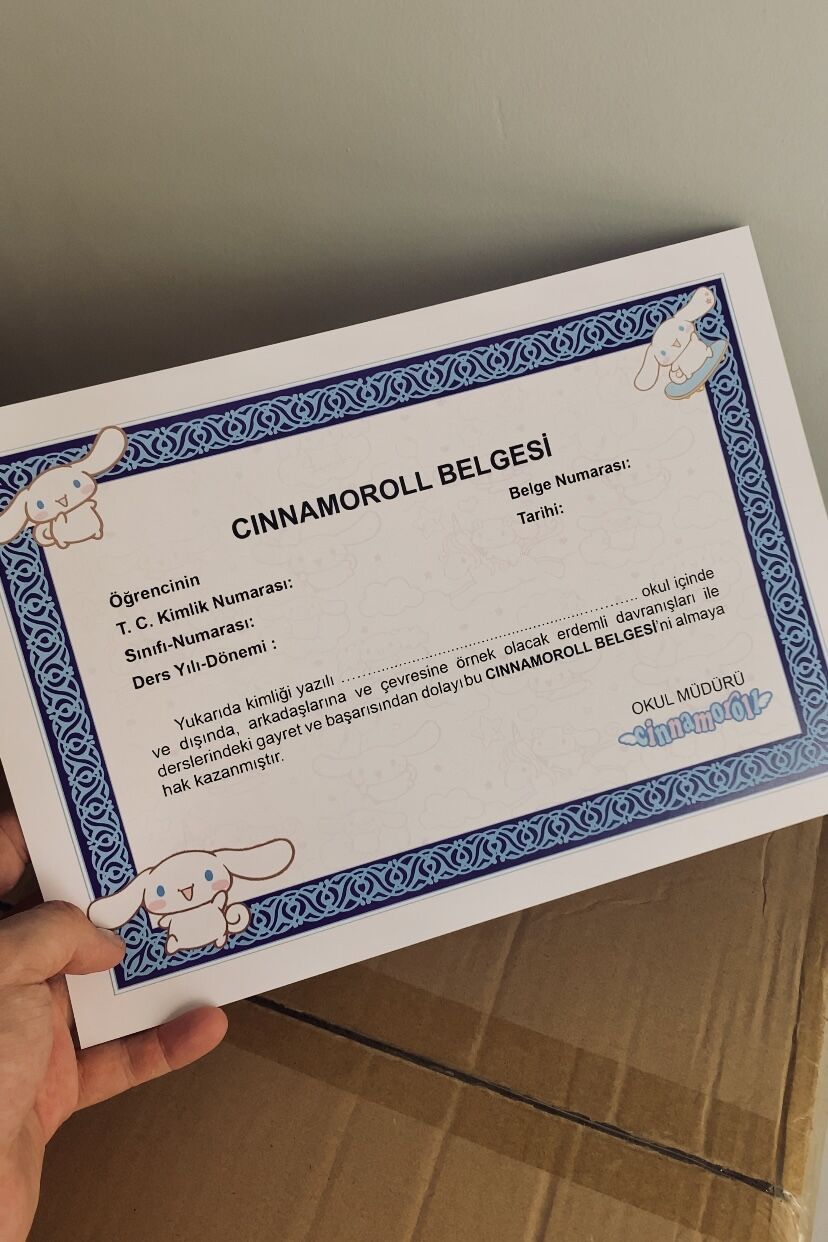 CINNAMOROLL BELGESİ
Belge Numarası:
Tarihi:
Öğrencinin
T. C. Kimlik Numarası:
Sınıfı-Numarası:
Ders Yılı-Dönemi :
Yukarıda kimliği yazılı ........................................................ okul içinde
ve dışında, arkadaşlarına ve çevresine örnek olacak erdemli davranışları ile
derslerindeki gayret ve başarısından dolayı bu CINNAMOROLL BELGESİ'ni almaya
hak kazanmıştır.
OKUL MÜDÜRÜ
cinnamoroll